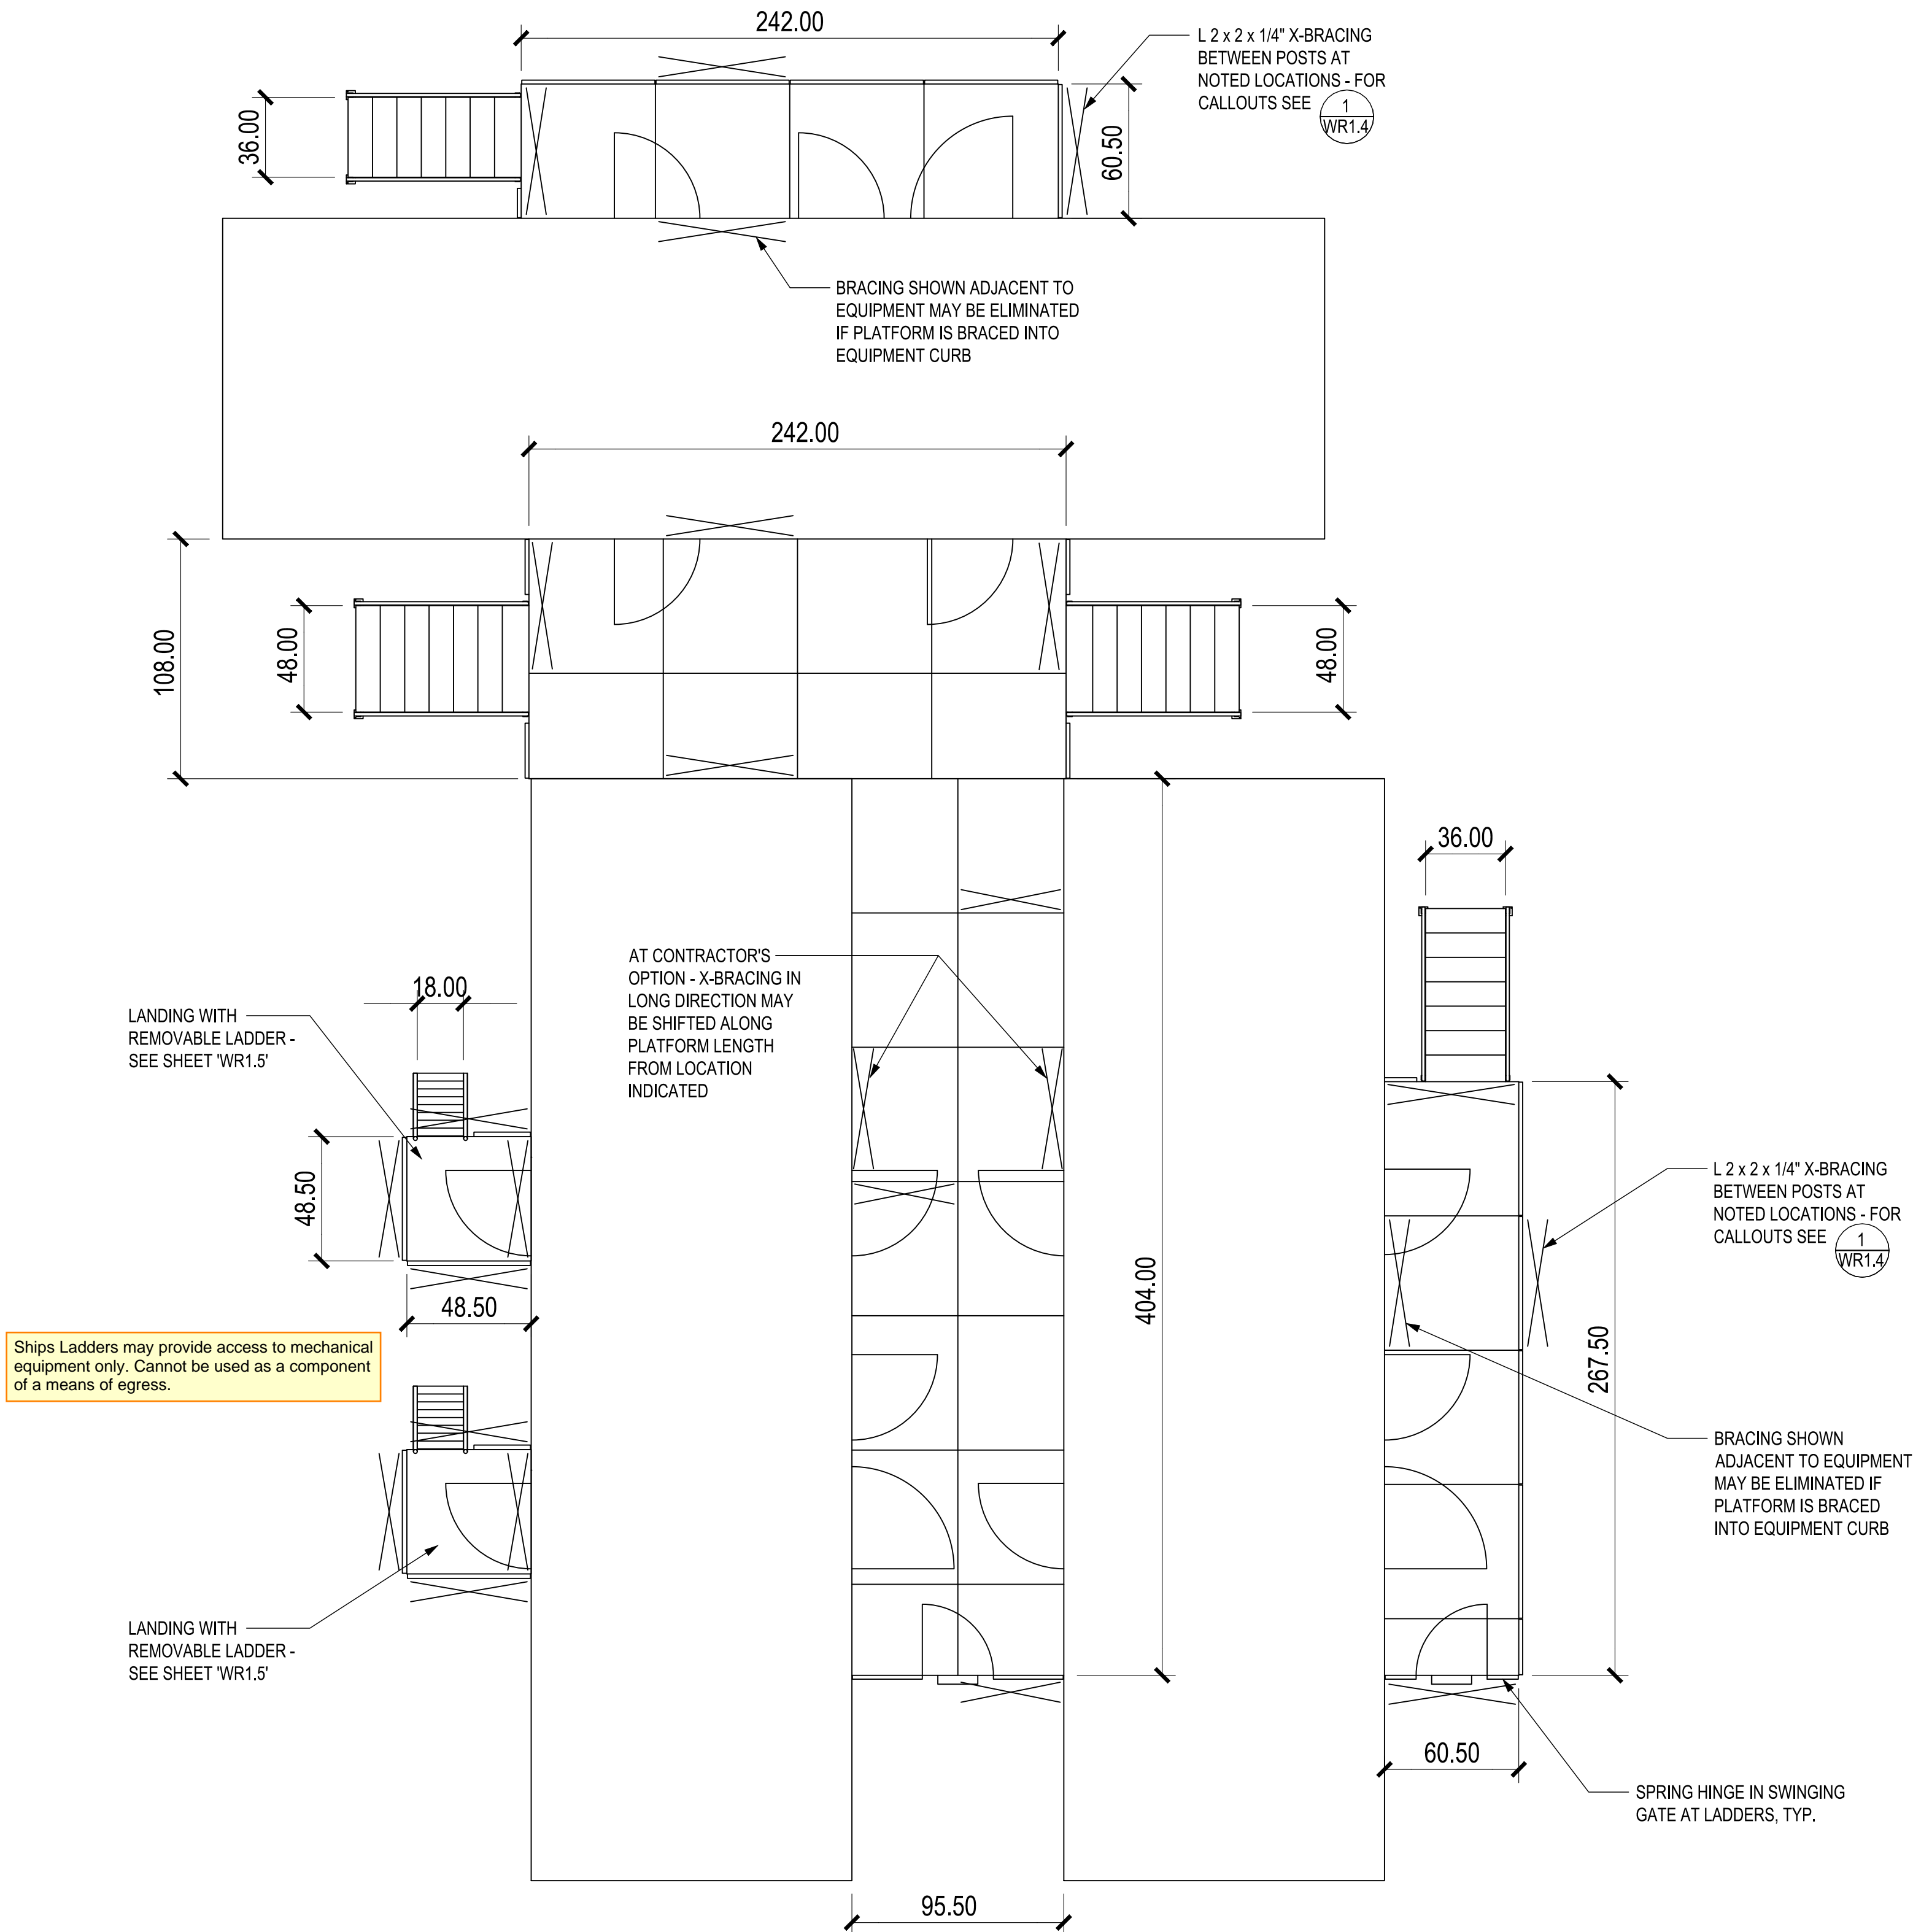 242.00
L 2 x 2 x 1/4" X-BRACING
BETWEEN POSTS AT
NOTED LOCATIONS - FOR
CALLOUTS SEE
1
WR1.4
36.00
60.50
BRACING SHOWN ADJACENT TO
EQUIPMENT MAY BE ELIMINATED
IF PLATFORM IS BRACED INTO
EQUIPMENT CURB
242.00
108.00
48.00
48.00
36.00
AT CONTRACTOR'S
OPTION - X-BRACING IN
LONG DIRECTION MAY
BE SHIFTED ALONG
PLATFORM LENGTH
FROM LOCATION
INDICATED
18.00
LANDING WITH
REMOVABLE LADDER -
SEE SHEET 'WR1.5'
48.50
48.50
404.00
L 2 x 2 x 1/4" X-BRACING
BETWEEN POSTS AT
NOTED LOCATIONS - FOR
CALLOUTS SEE
1
WR1.4
267.50
Ships Ladders may provide access to mechanical
equipment only. Cannot be used as a component
of a means of egress.
BRACING SHOWN
ADJACENT TO EQUIPMENT
MAY BE ELIMINATED IF
PLATFORM IS BRACED
INTO EQUIPMENT CURB
LANDING WITH
REMOVABLE LADDER -
SEE SHEET 'WR1.5'
60.50
SPRING HINGE IN SWINGING
GATE AT LADDERS, TYP.
95.50